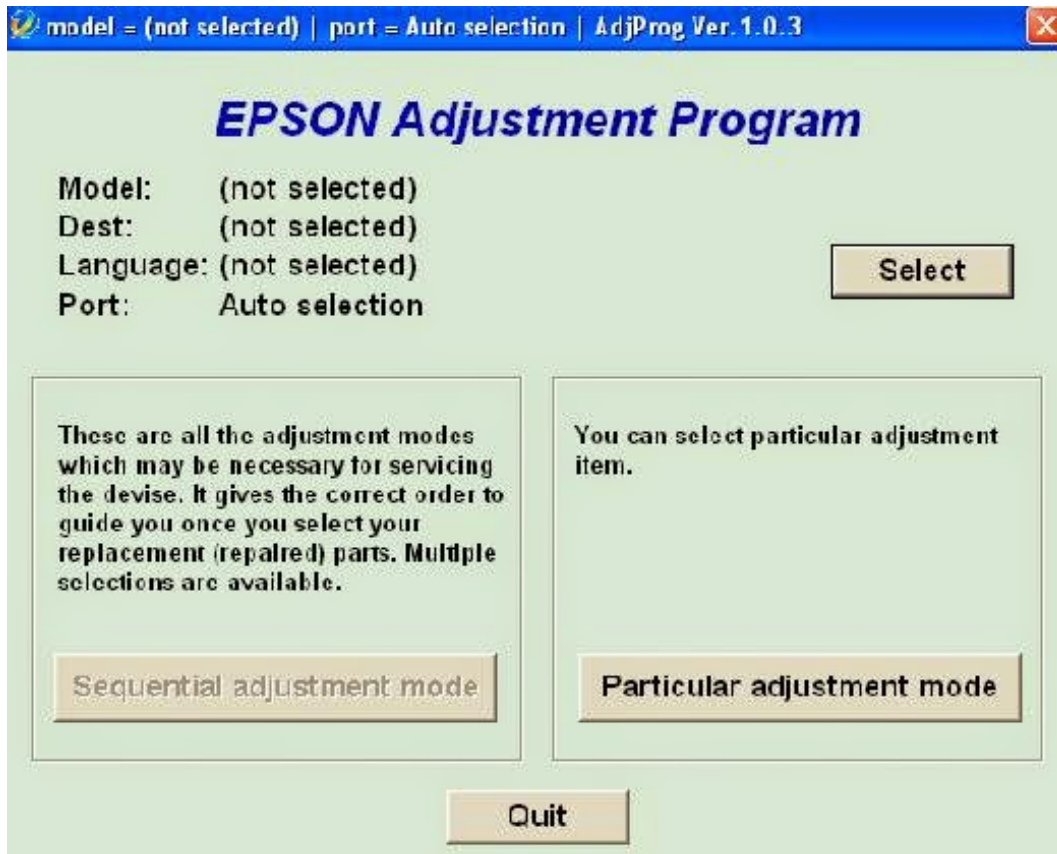 model = (not selected) | port = Auto selection | AdjProg Ver.1.0.3
EPSON Adjustment Program
Model: (not selected)
Dest: (not selected)
Language: (not selected)
Port: Auto selection
Select
These are all the adjustment modes
which may be necessary for servicing
the devise. It gives the correct order to
guide you once you select your
replacement (repaired) parts. Multiple
selections are available.
Sequential adjustment mode
You can select particular adjustment
item.
Particular adjustment mode
Quit